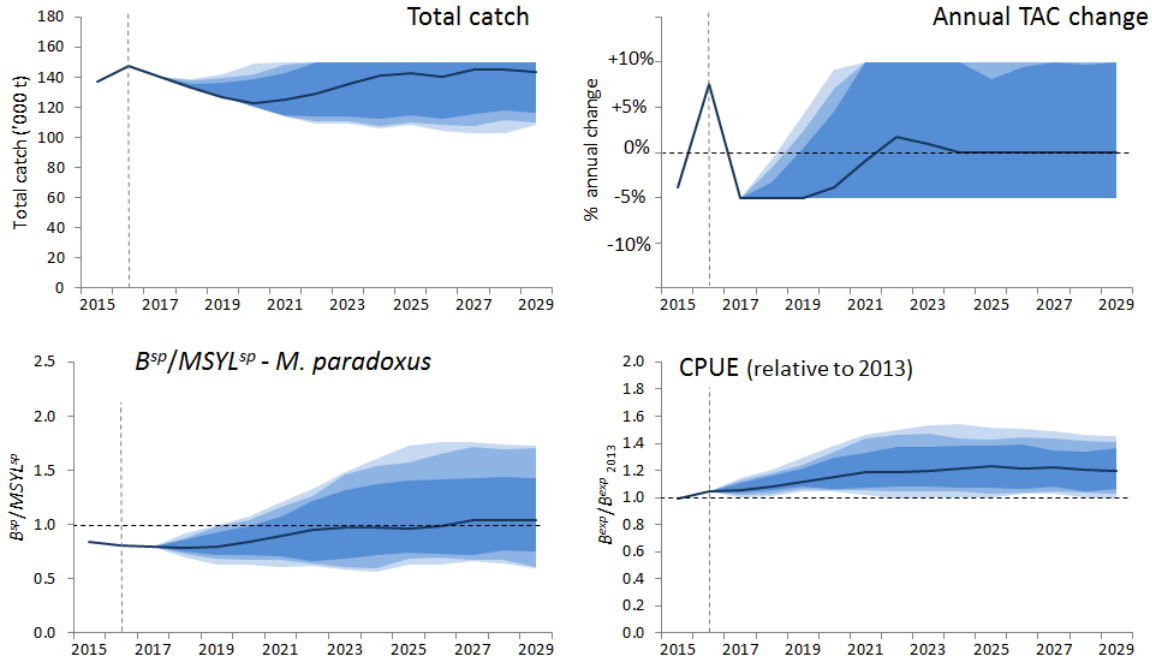 Total catch
Total catch ('000 t)
180
160
140
120
100
80
60
40
20
0
2015 2017 2019 2021 2023 2025 2027 2029
Annual TAC change
% annual change
+10%
+5%
0%
-5%
-10%
2015 2017 2019 2021 2023 2025 2027 2029
Bsp/MSYLsp - M. paradoxus
Bsp/MSYLsp
2.5
2.0
1.5
1.0
0.5
0.0
2015 2017 2019 2021 2023 2025 2027 2029
CPUE (relative to 2013)
Bexp/Bexp 2013
2.0
1.8
1.6
1.4
1.2
1.0
0.8
0.6
0.4
0.2
0.0
2015 2017 2019 2021 2023 2025 2027 2029